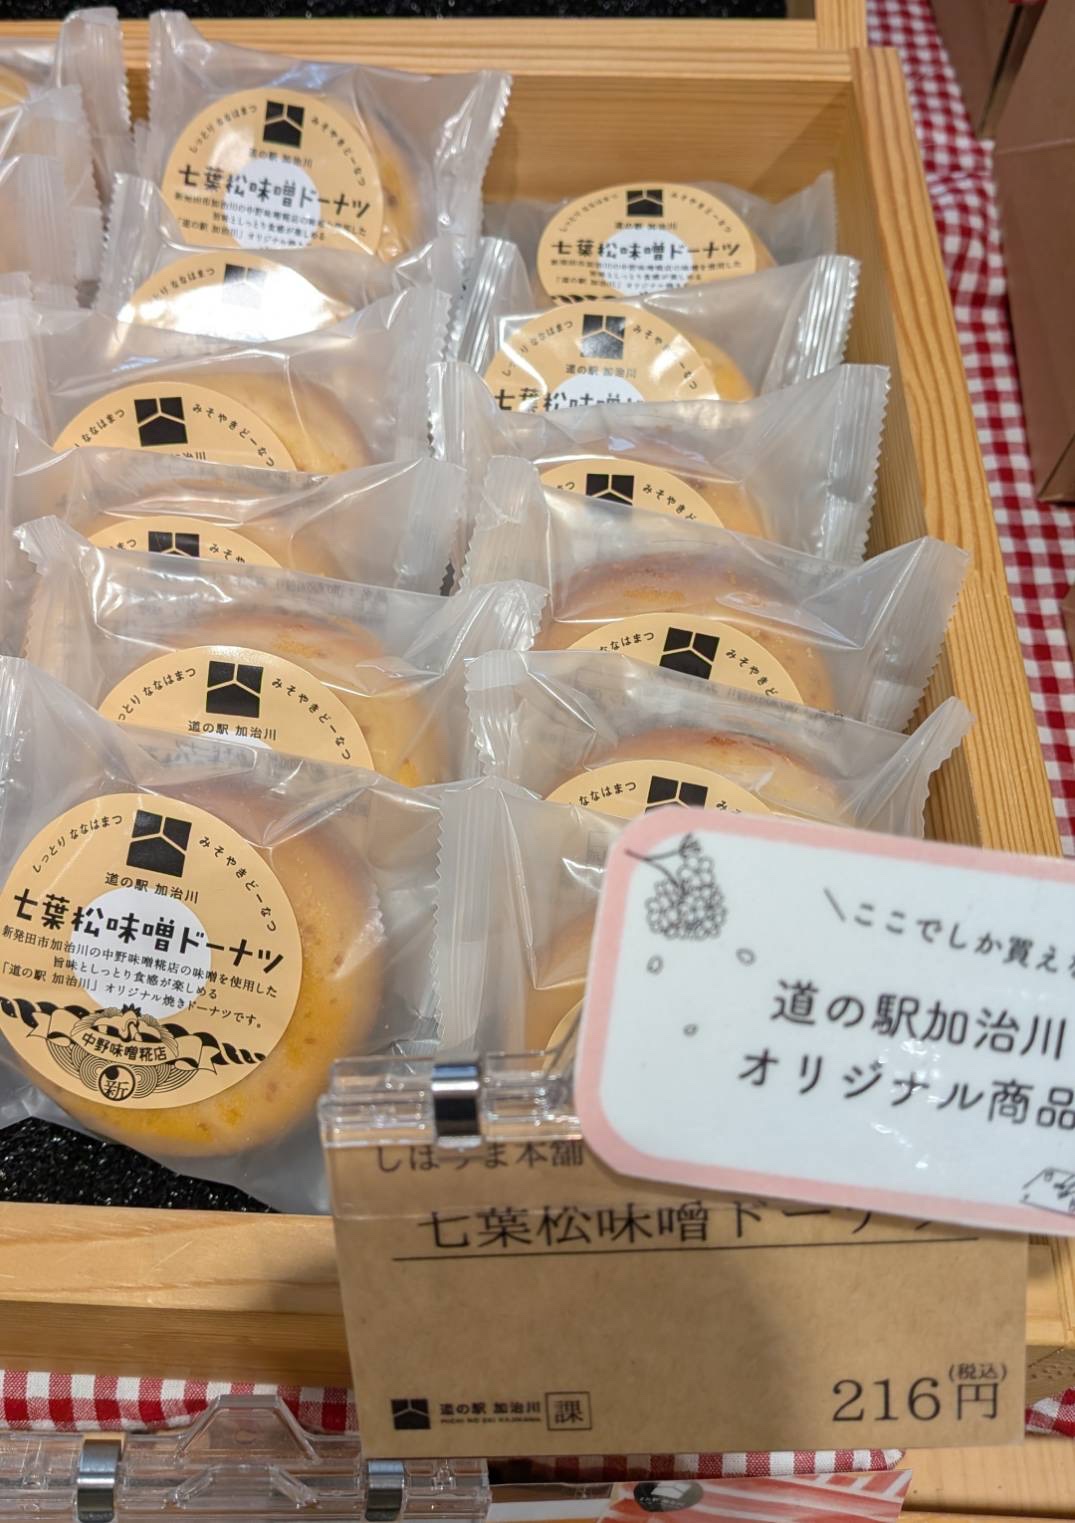 しっとり ななはまつ
みそやきどーなつ
道の駅 加治川
七葉松味噌ドーナツ
新発田市加治川の中野味噌糀店の味噌を使用した
旨味としっとり食感が楽しめる
「道の駅 加治川」オリジナル焼きドーナツです。
中野味噌糀店
新
\ここでしか買え
道の駅加治川
オリジナル商品
本舗
七葉松味噌ドーナツ
216円(税込)
道の駅 加治川 課
MICHI NO EKI KAJIKAWA